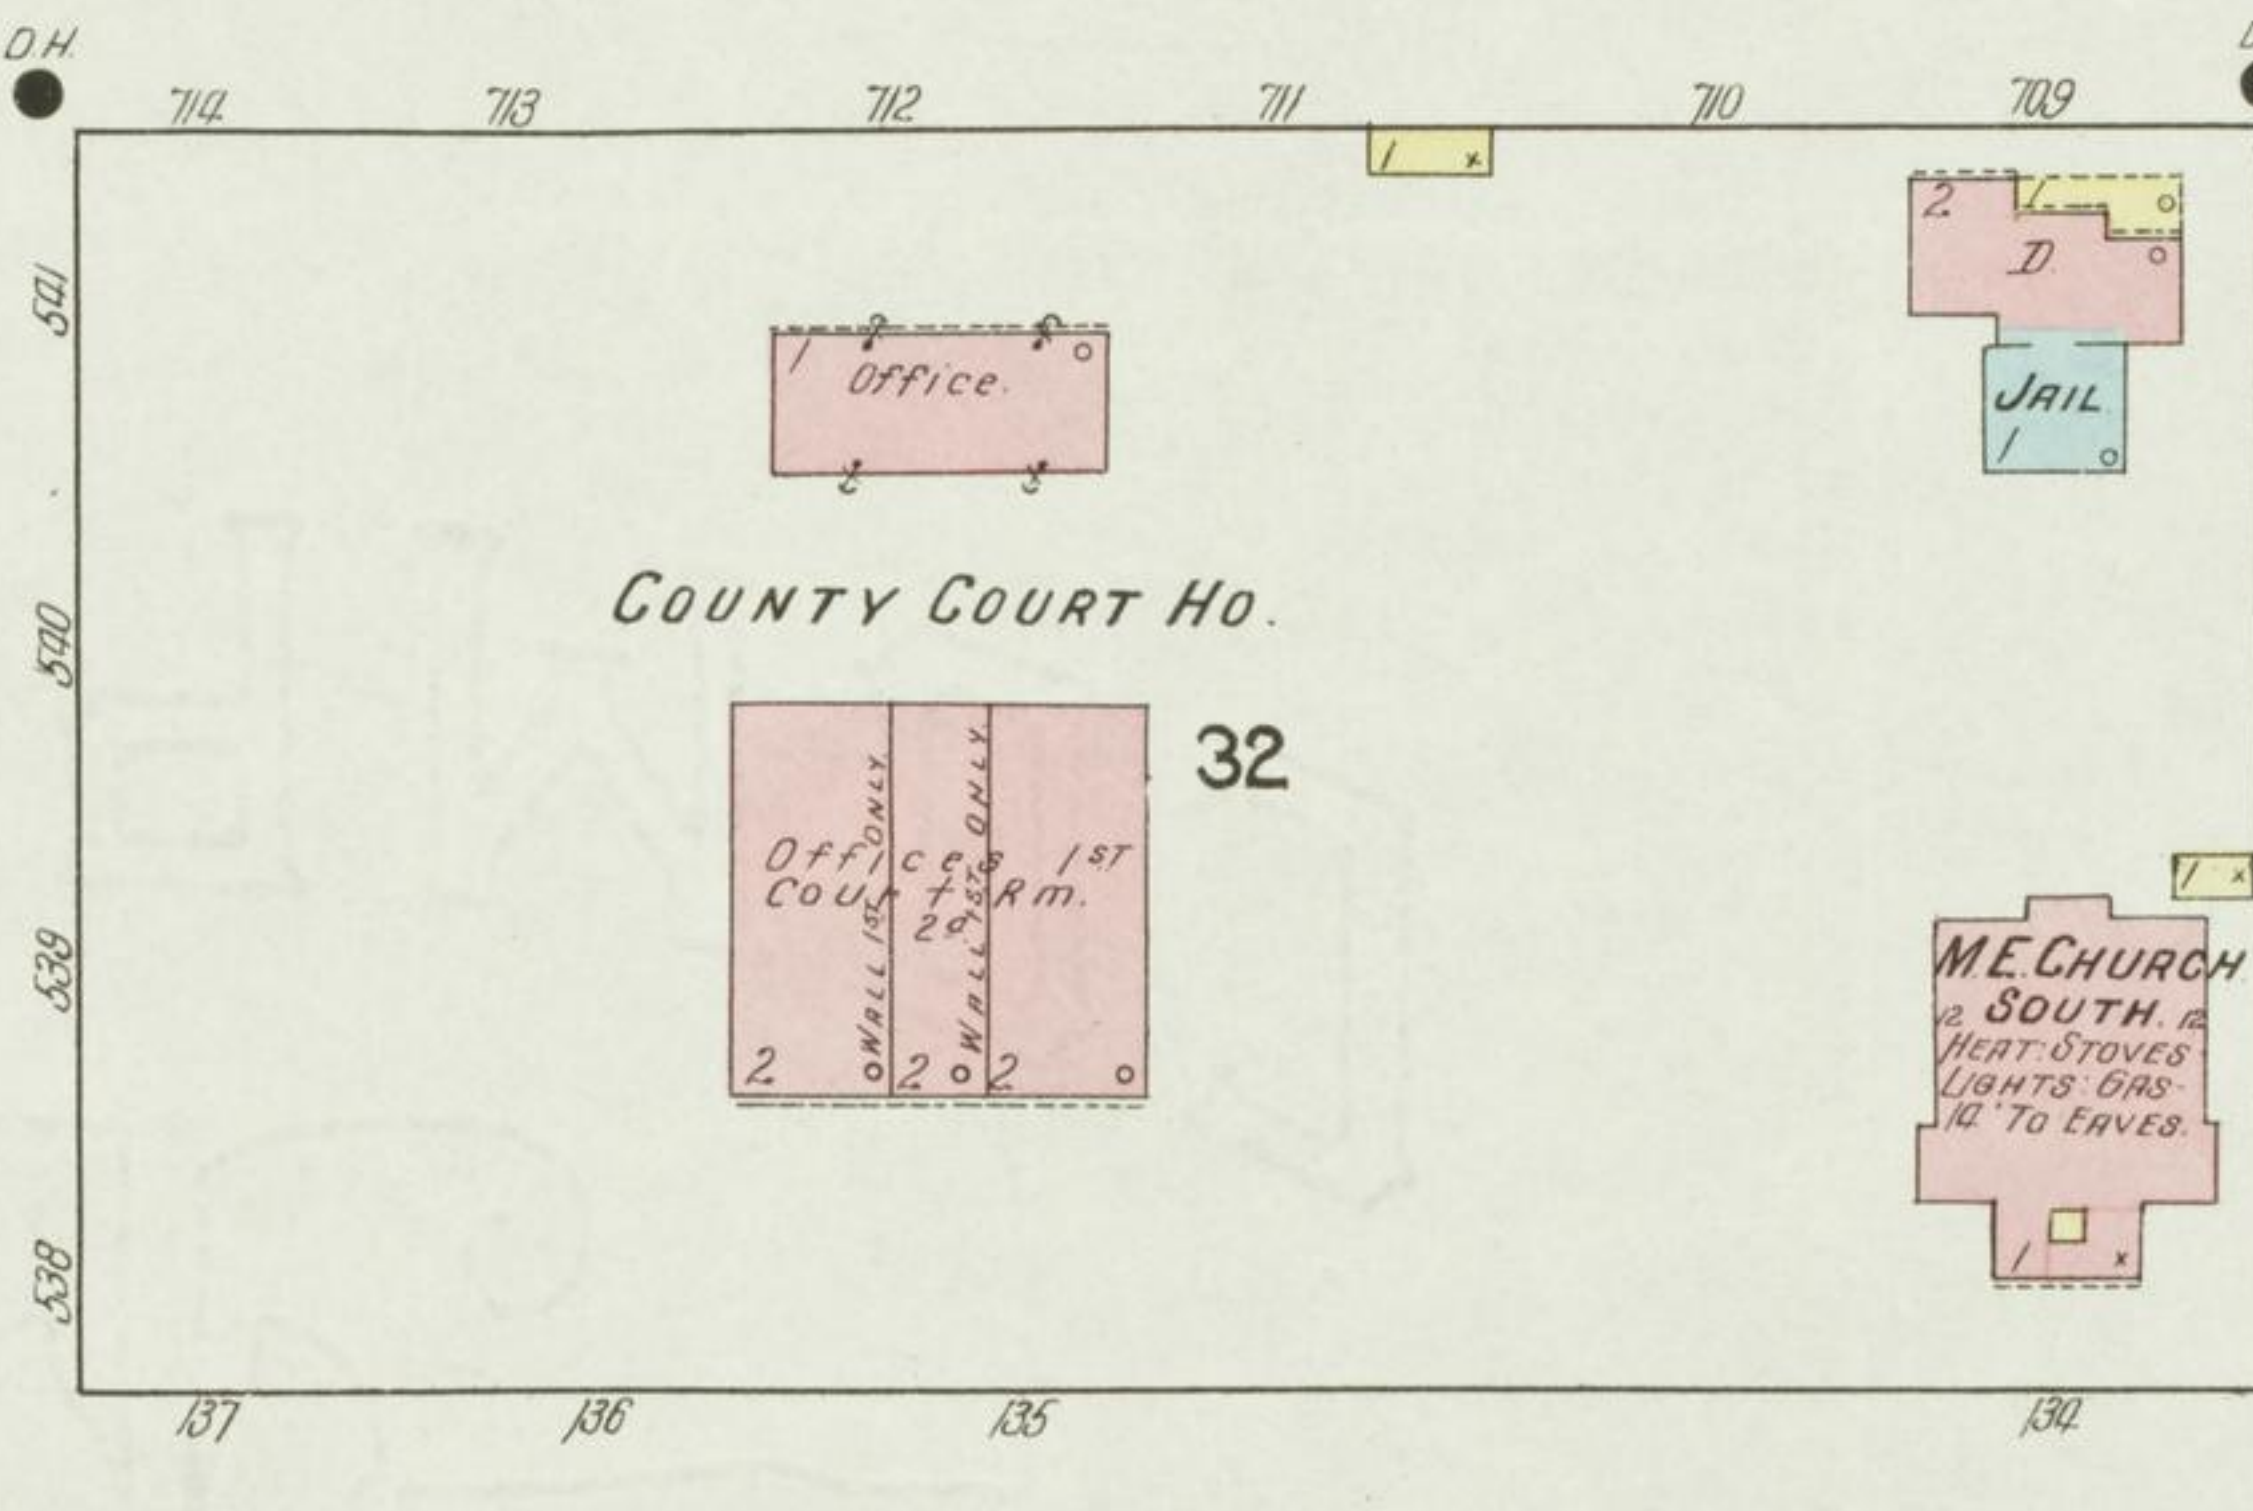 D.H.
714 713 712 711 710 709
1 x
2 1 o
D. o
541
1 o
Office.
JAIL
1 o
COUNTY COURT HO.
540
32
WALL 1ST ONLY.
WALL 1ST ONLY.
Offices 1ST
Court Rm.
2d.
2 o 2 o 2 o
539
1 x
M.E. CHURCH
SOUTH.
12 12
HEAT: STOVES
LIGHTS: GAS-
14' TO EAVES.
538
1 x
137 136 135 134